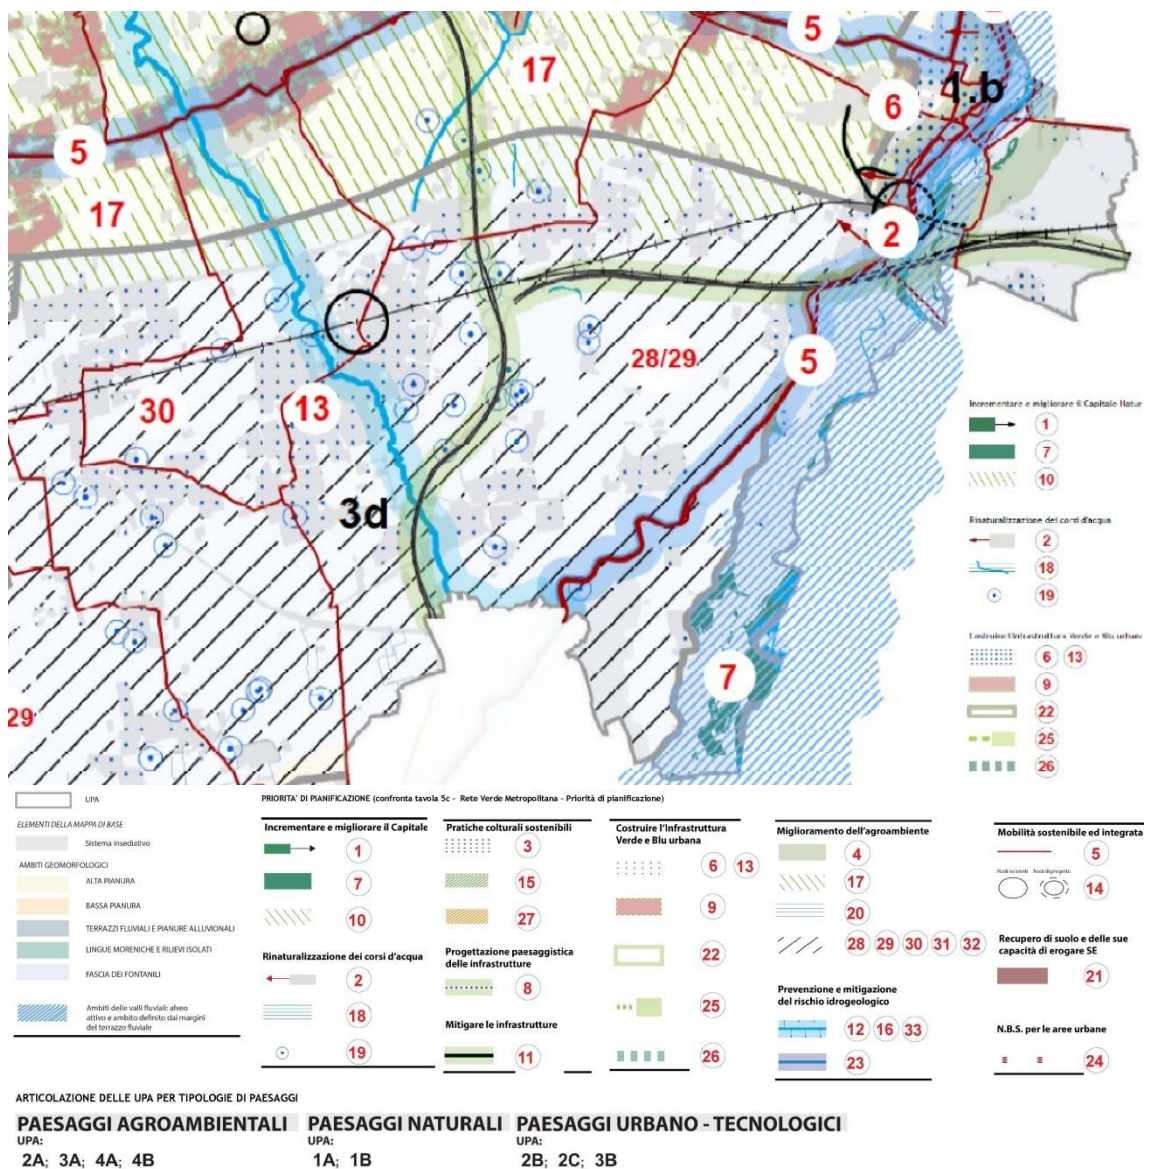 5
17
6
1.b
5
17
2
28/29
5
30
13
3d
7
29
Incrementare e migliorare il Capitale Natur
1
7
10
Rinaturalizzazione dei corsi d'acqua
2
18
19
Costruire l'Infrastruttura Verde e Blu urbana
6 13
9
22
25
26
UPA
ELEMENTI DELLA MAPPA DI BASE
Sistema insediativo
AMBITI GEOMORFOLOGICI
ALTA PIANURA
BASSA PIANURA
TERRAZZI FLUVIALI E PIANURE ALLUVIONALI
LINGUE MORENICHE E RILIEVI ISOLATI
FASCIA DEI FONTANILI
Ambiti delle valli fluviali: alveo
attivo e ambito definito dai margini
del terrazzo fluviale
PRIORITA' DI PIANIFICAZIONE (confronta tavola 5c - Rete Verde Metropolitana - Priorità di pianificazione)
Incrementare e migliorare il Capitale
1
7
10
Rinaturalizzazione dei corsi d'acqua
2
18
19
Pratiche colturali sostenibili
3
15
27
Progettazione paesaggistica
delle infrastrutture
8
Mitigare le infrastrutture
11
Costruire l'Infrastruttura
Verde e Blu urbana
6 13
9
22
25
26
Miglioramento dell'agroambiente
4
17
20
28 29 30 31 32
Prevenzione e mitigazione
del rischio idrogeologico
12 16 33
23
Mobilità sostenibile ed integrata
5
Nodi esistenti Nodi di progetto
14
Recupero di suolo e delle sue
capacità di erogare SE
21
N.B.S. per le aree urbane
24
ARTICOLAZIONE DELLE UPA PER TIPOLOGIE DI PAESAGGI
PAESAGGI AGROAMBIENTALI
UPA:
2A; 3A; 4A; 4B
PAESAGGI NATURALI
UPA:
1A; 1B
PAESAGGI URBANO - TECNOLOGICI
UPA:
2B; 2C; 3B